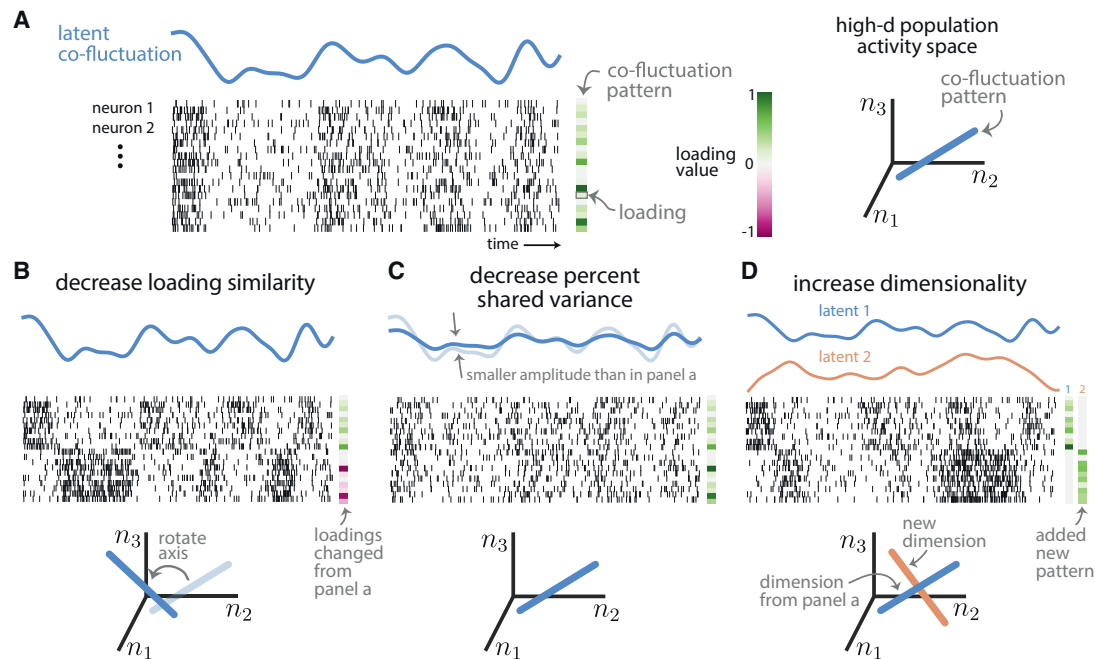 A
latent
co-fluctuation
neuron 1
neuron 2
time
co-fluctuation
pattern
loading
1
loading
value
0
-1
high-d population
activity space
co-fluctuation
pattern
n3
n2
n1
B
decrease loading similarity
loadings
changed
from
panel a
rotate
axis
n3
n2
n1
C
decrease percent
shared variance
smaller amplitude than in panel a
n3
n2
n1
D
increase dimensionality
latent 1
latent 2
1 2
added
new
pattern
new
dimension
dimension
from panel a
n3
n2
n1